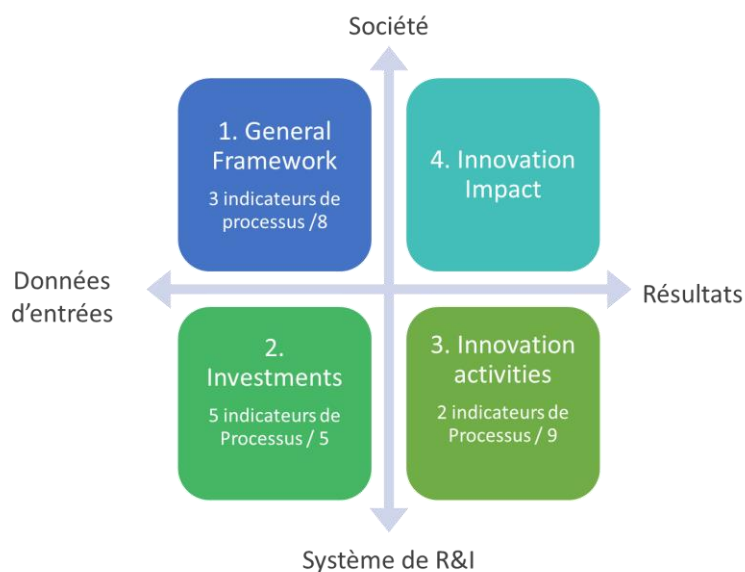 Société
1. General
Framework
3 indicateurs de
processus /8
4. Innovation
Impact
Données
d'entrées
Résultats
2.
Investments
5 indicateurs de
Processus / 5
3. Innovation
activities
2 indicateurs de
Processus / 9
Système de R&I